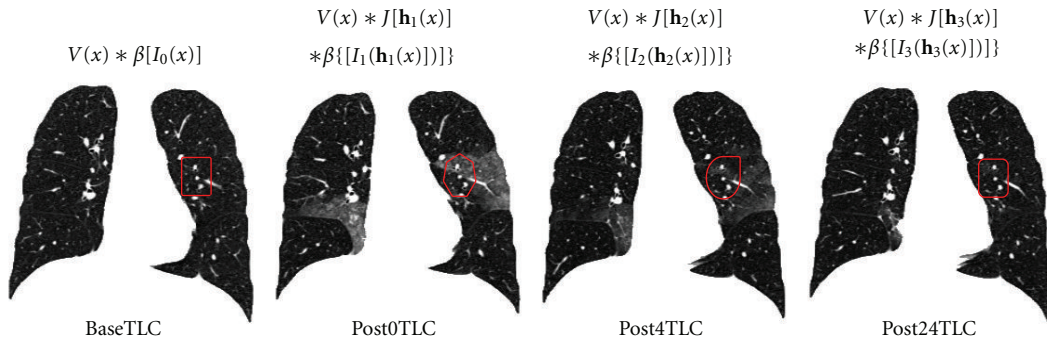 V(x) ∗ β[I₀(x)]
V(x) ∗ J[𝐡₁(x)]
∗β{[I₁(𝐡₁(x)])]}
V(x) ∗ J[𝐡₂(x)]
∗β{[I₂(𝐡₂(x)])]}
V(x) ∗ J[𝐡₃(x)]
∗β{[I₃(𝐡₃(x)])]}
BaseTLC
Post0TLC
Post4TLC
Post24TLC